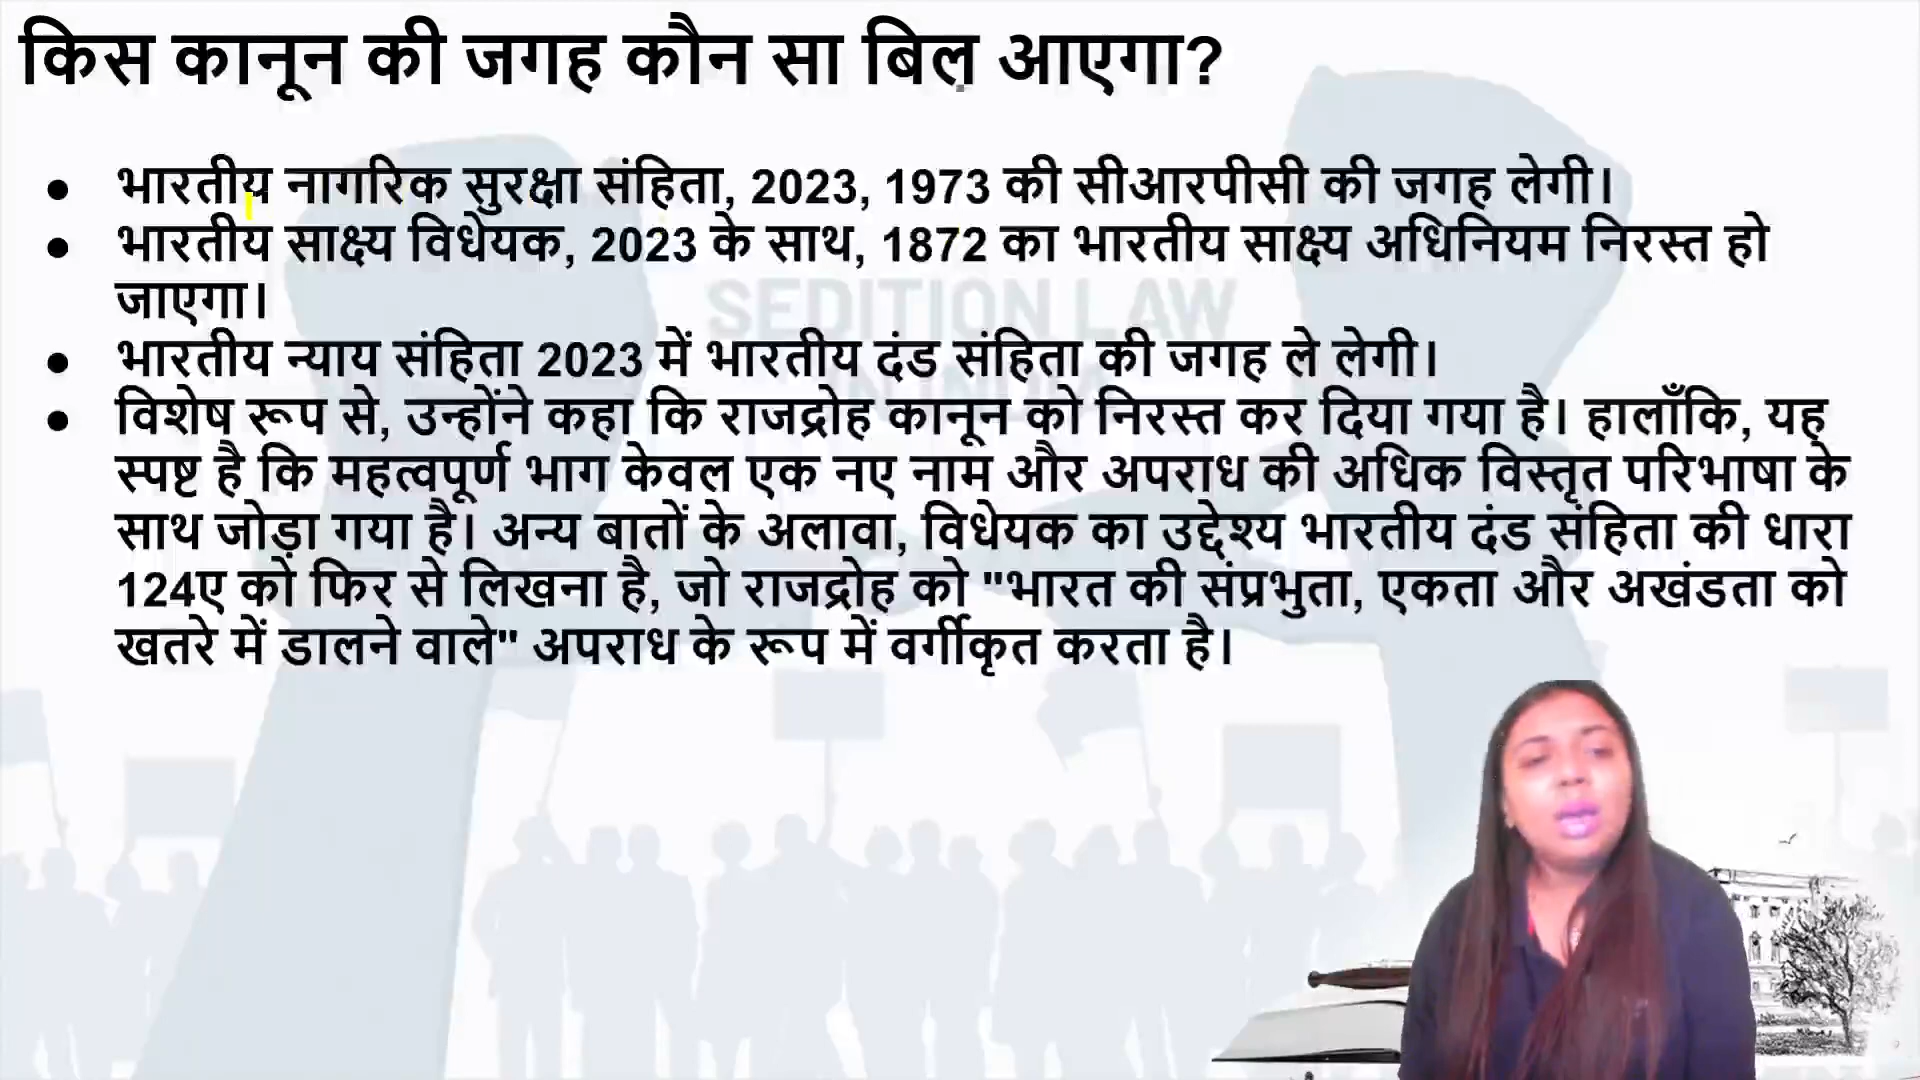 किस कानून की जगह कौन सा बिल आएगा?
● भारतीय नागरिक सुरक्षा संहिता, 2023, 1973 की सीआरपीसी की जगह लेगी।
● भारतीय साक्ष्य विधेयक, 2023 के साथ, 1872 का भारतीय साक्ष्य अधिनियम निरस्त हो
जाएगा।
SEDITION LAW
● भारतीय न्याय संहिता 2023 में भारतीय दंड संहिता की जगह ले लेगी।
● विशेष रूप से, उन्होंने कहा कि राजद्रोह कानून को निरस्त कर दिया गया है। हालाँकि, यह
स्पष्ट है कि महत्वपूर्ण भाग केवल एक नए नाम और अपराध की अधिक विस्तृत परिभाषा के
साथ जोड़ा गया है। अन्य बातों के अलावा, विधेयक का उद्देश्य भारतीय दंड संहिता की धारा
124ए को फिर से लिखना है, जो राजद्रोह को "भारत की संप्रभुता, एकता और अखंडता को
खतरे में डालने वाले" अपराध के रूप में वर्गीकृत करता है।